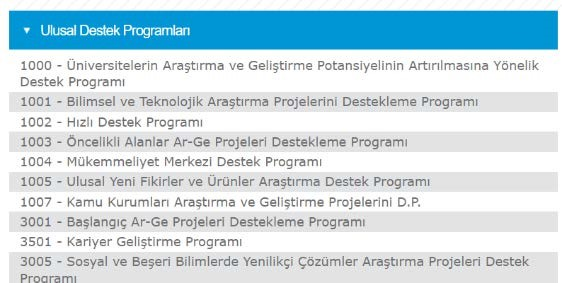 ▼ Ulusal Destek Programları
1000 - Üniversitelerin Araştırma ve Geliştirme Potansiyelinin Artırılmasına Yönelik
Destek Programı
1001 - Bilimsel ve Teknolojik Araştırma Projelerini Destekleme Programı
1002 - Hızlı Destek Programı
1003 - Öncelikli Alanlar Ar-Ge Projeleri Destekleme Programı
1004 - Mükemmeliyet Merkezi Destek Programı
1005 - Ulusal Yeni Fikirler ve Ürünler Araştırma Destek Programı
1007 - Kamu Kurumları Araştırma ve Geliştirme Projelerini D.P.
3001 - Başlangıç Ar-Ge Projeleri Destekleme Programı
3501 - Kariyer Geliştirme Programı
3005 - Sosyal ve Beşeri Bilimlerde Yenilikçi Çözümler Araştırma Projeleri Destek
Programı